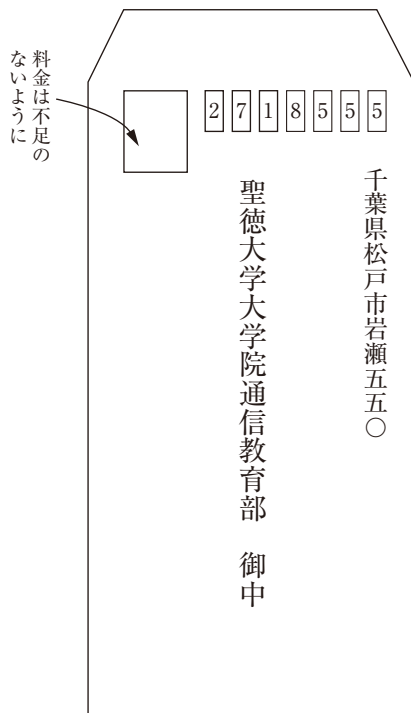 2718555
千葉県松戸市岩瀬五五〇
聖徳大学大学院通信教育部　御中
料金は不足の
ないように